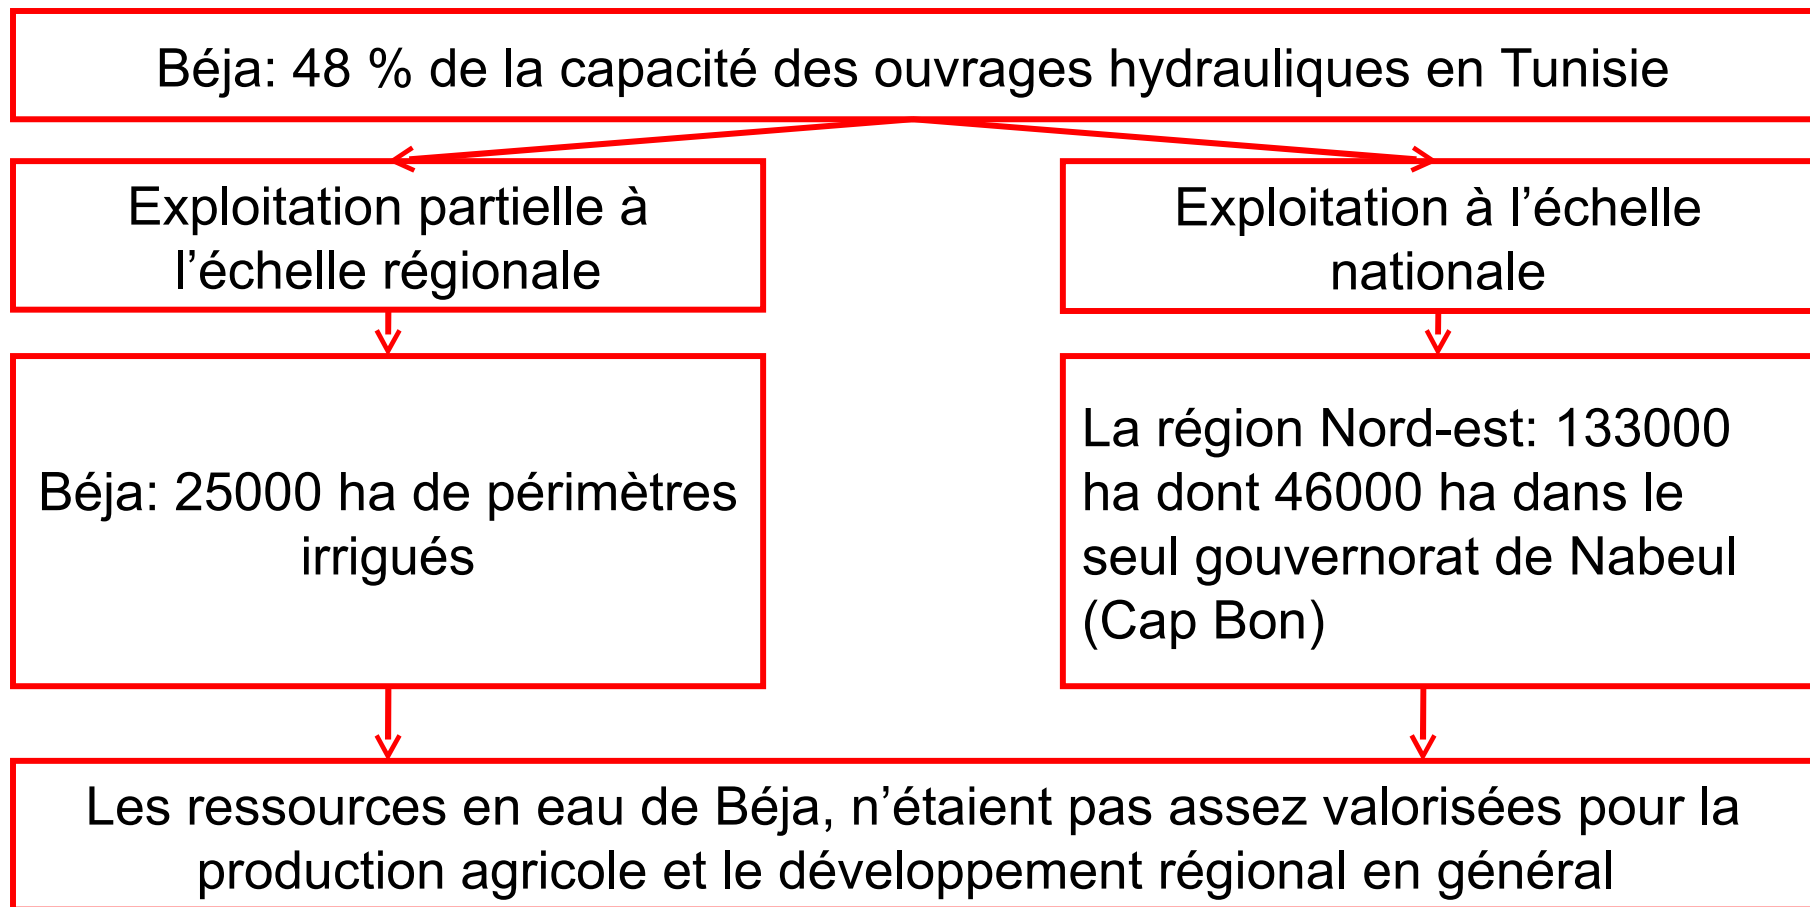 Béja: 48 % de la capacité des ouvrages hydrauliques en Tunisie
Exploitation partielle à
l’échelle régionale
Exploitation à l’échelle
nationale
Béja: 25000 ha de périmètres
irrigués
La région Nord-est: 133000
ha dont 46000 ha dans le
seul gouvernorat de Nabeul
(Cap Bon)
Les ressources en eau de Béja, n’étaient pas assez valorisées pour la
production agricole et le développement régional en général